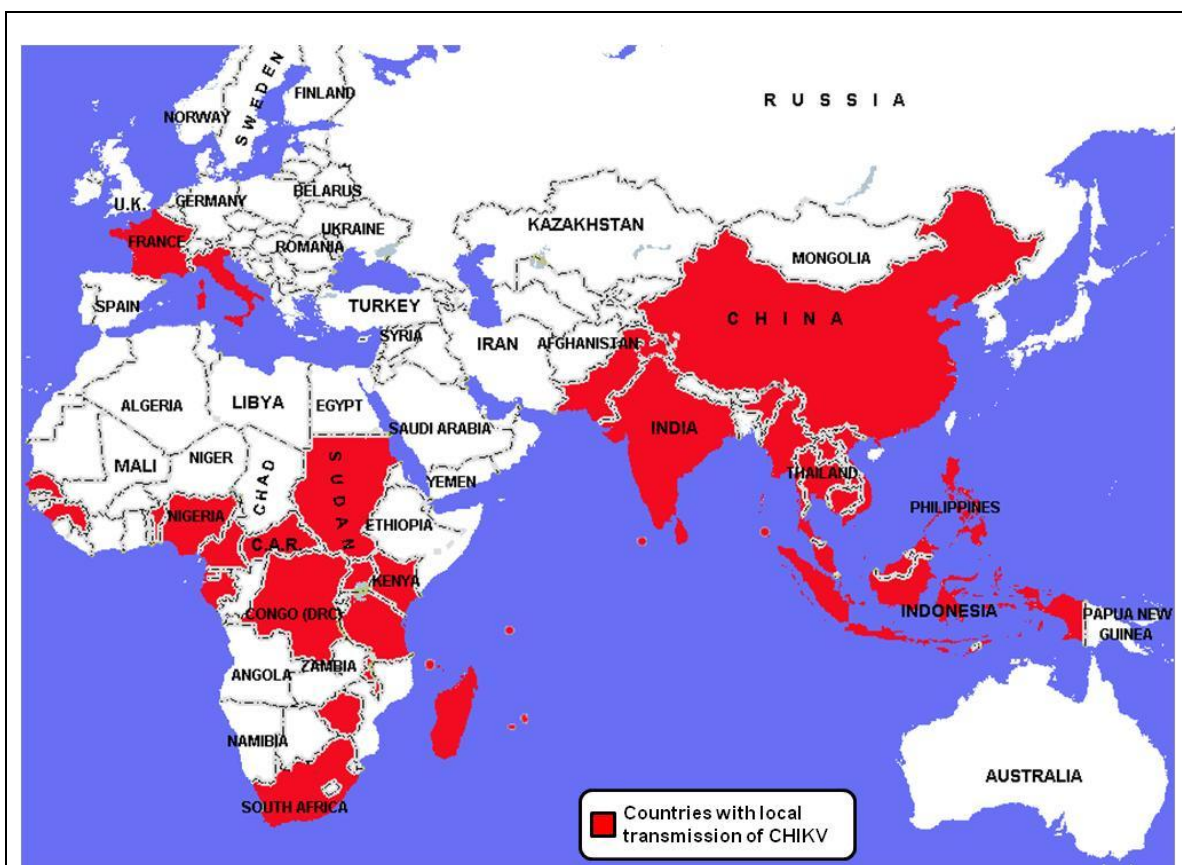 FINLAND
RUSSIA
NORWAY
SWEDEN
BELARUS
U.K.
GERMANY
UKRAINE
KAZAKHSTAN
FRANCE
ROMANIA
MONGOLIA
SPAIN
TURKEY
CHINA
SYRIA
IRAN
AFGHANISTAN
ALGERIA
LIBYA
EGYPT
SAUDI ARABIA
INDIA
MALI
NIGER
CHAD
SUDAN
YEMEN
THAILAND
PHILIPPINES
NIGERIA
ETHIOPIA
C.A.R.
KENYA
CONGO (DRC)
INDONESIA
PAPUA NEW
GUINEA
ANGOLA
ZAMBIA
NAMIBIA
AUSTRALIA
SOUTH AFRICA
Countries with local
transmission of CHIKV